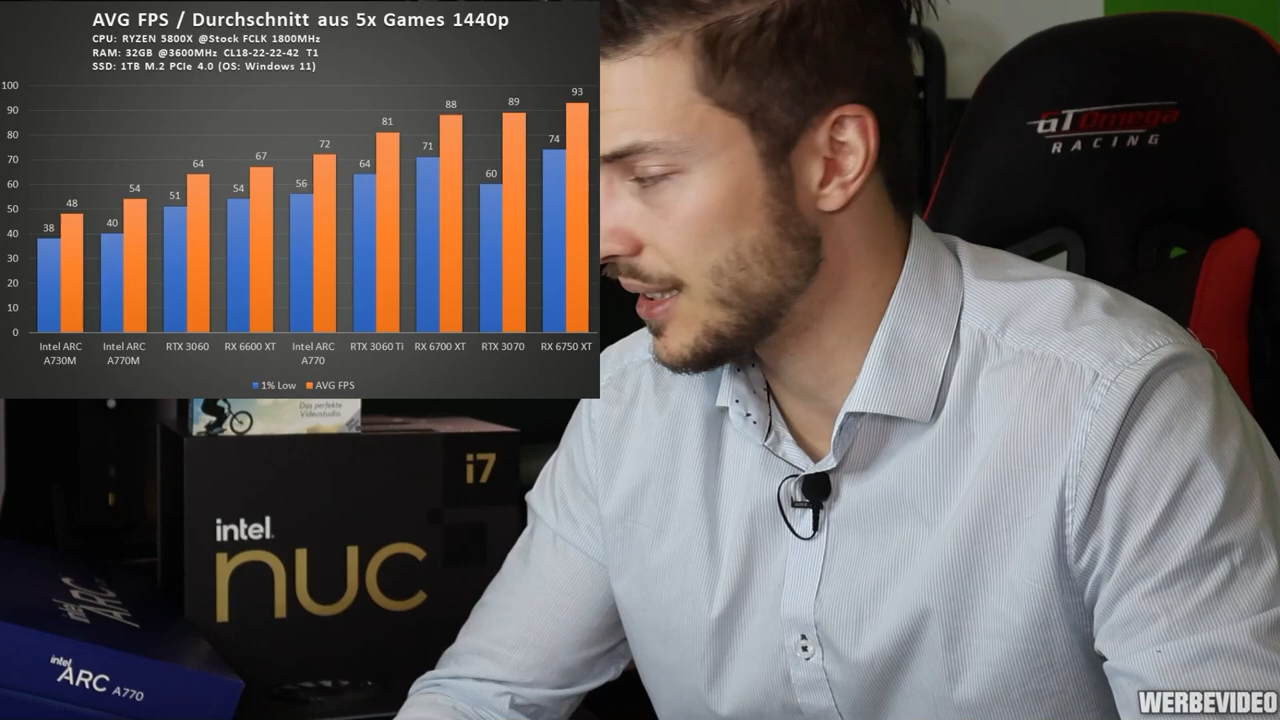 AVG FPS / Durchschnitt aus 5x Games 1440p
CPU: RYZEN 5800X @Stock FCLK 1800MHz
RAM: 32GB @3600MHz CL18-22-22-42 T1
SSD: 1TB M.2 PCIe 4.0 (OS: Windows 11)
100
90
80
70
60
50
40
30
20
10
0
38 48 40 54 51 64 54 67 56 72 64 81 71 88 60 89 74 93
Intel ARC A730M
Intel ARC A770M
RTX 3060
RX 6600 XT
Intel ARC A770
RTX 3060 Ti
RX 6700 XT
RTX 3070
RX 6750 XT
1% Low AVG FPS
GT Omega
RACING
Das perfekte
Videostudio.
i7
intel
nuc
intel
ARC
intel
ARC A770
WERBEVIDEO